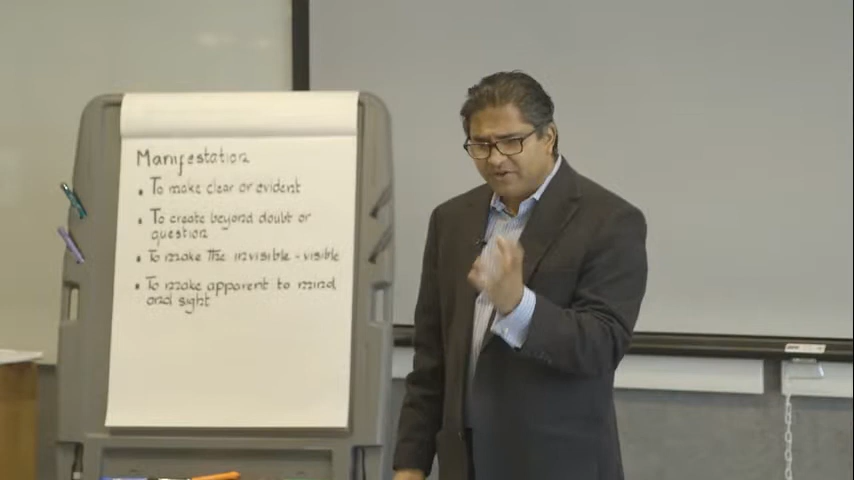 Manifestation
• To make clear or evident
• To create beyond doubt or
question
• To make the invisible - visible
• To make apparent to mind
and sight